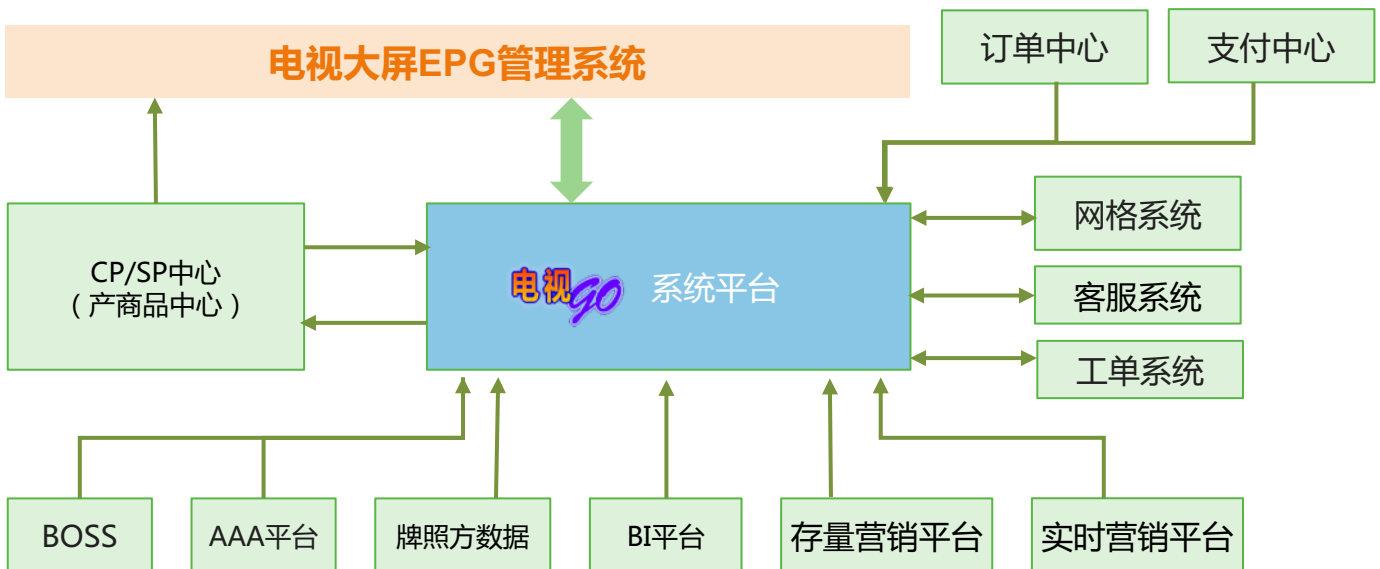 电视大屏EPG管理系统
订单中心
支付中心
CP/SP中心
（产商品中心）
电视GO
系统平台
网格系统
客服系统
工单系统
BOSS
AAA平台
牌照方数据
BI平台
存量营销平台
实时营销平台